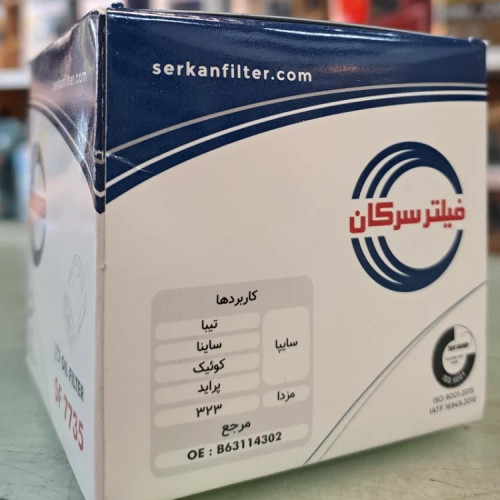 serkanfilter.com
فیلتر سرکان
کاربردها
سایپا
تیبا
ساینا
کوئیک
پراید
مزدا
۳۲۳
مرجع
OE : B63114302
ISO 9001:2015
IATF 16949:2016
OIL FILTER
SF 7735